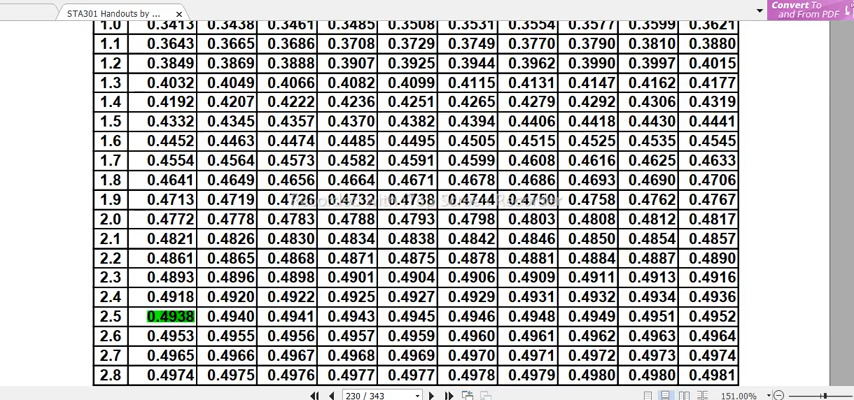 STA301 Handouts by ... ×
Convert To
and From PDF
1.0 0.3413 0.3438 0.3461 0.3485 0.3508 0.3531 0.3554 0.3577 0.3599 0.3621
1.1 0.3643 0.3665 0.3686 0.3708 0.3729 0.3749 0.3770 0.3790 0.3810 0.3880
1.2 0.3849 0.3869 0.3888 0.3907 0.3925 0.3944 0.3962 0.3990 0.3997 0.4015
1.3 0.4032 0.4049 0.4066 0.4082 0.4099 0.4115 0.4131 0.4147 0.4162 0.4177
1.4 0.4192 0.4207 0.4222 0.4236 0.4251 0.4265 0.4279 0.4292 0.4306 0.4319
1.5 0.4332 0.4345 0.4357 0.4370 0.4382 0.4394 0.4406 0.4418 0.4430 0.4441
1.6 0.4452 0.4463 0.4474 0.4485 0.4495 0.4505 0.4515 0.4525 0.4535 0.4545
1.7 0.4554 0.4564 0.4573 0.4582 0.4591 0.4599 0.4608 0.4616 0.4625 0.4633
1.8 0.4641 0.4649 0.4656 0.4664 0.4671 0.4678 0.4686 0.4693 0.4690 0.4706
1.9 0.4713 0.4719 0.4726 0.4732 0.4738 0.4744 0.4750 0.4758 0.4762 0.4767
2.0 0.4772 0.4778 0.4783 0.4788 0.4793 0.4798 0.4803 0.4808 0.4812 0.4817
2.1 0.4821 0.4826 0.4830 0.4834 0.4838 0.4842 0.4846 0.4850 0.4854 0.4857
2.2 0.4861 0.4865 0.4868 0.4871 0.4875 0.4878 0.4881 0.4884 0.4887 0.4890
2.3 0.4893 0.4896 0.4898 0.4901 0.4904 0.4906 0.4909 0.4911 0.4913 0.4916
2.4 0.4918 0.4920 0.4922 0.4925 0.4927 0.4929 0.4931 0.4932 0.4934 0.4936
2.5 0.4938 0.4940 0.4941 0.4943 0.4945 0.4946 0.4948 0.4949 0.4951 0.4952
2.6 0.4953 0.4955 0.4956 0.4957 0.4959 0.4960 0.4961 0.4962 0.4963 0.4964
2.7 0.4965 0.4966 0.4967 0.4968 0.4969 0.4970 0.4971 0.4972 0.4973 0.4974
2.8 0.4974 0.4975 0.4976 0.4977 0.4977 0.4978 0.4979 0.4980 0.4980 0.4981
230 / 343
151.00%